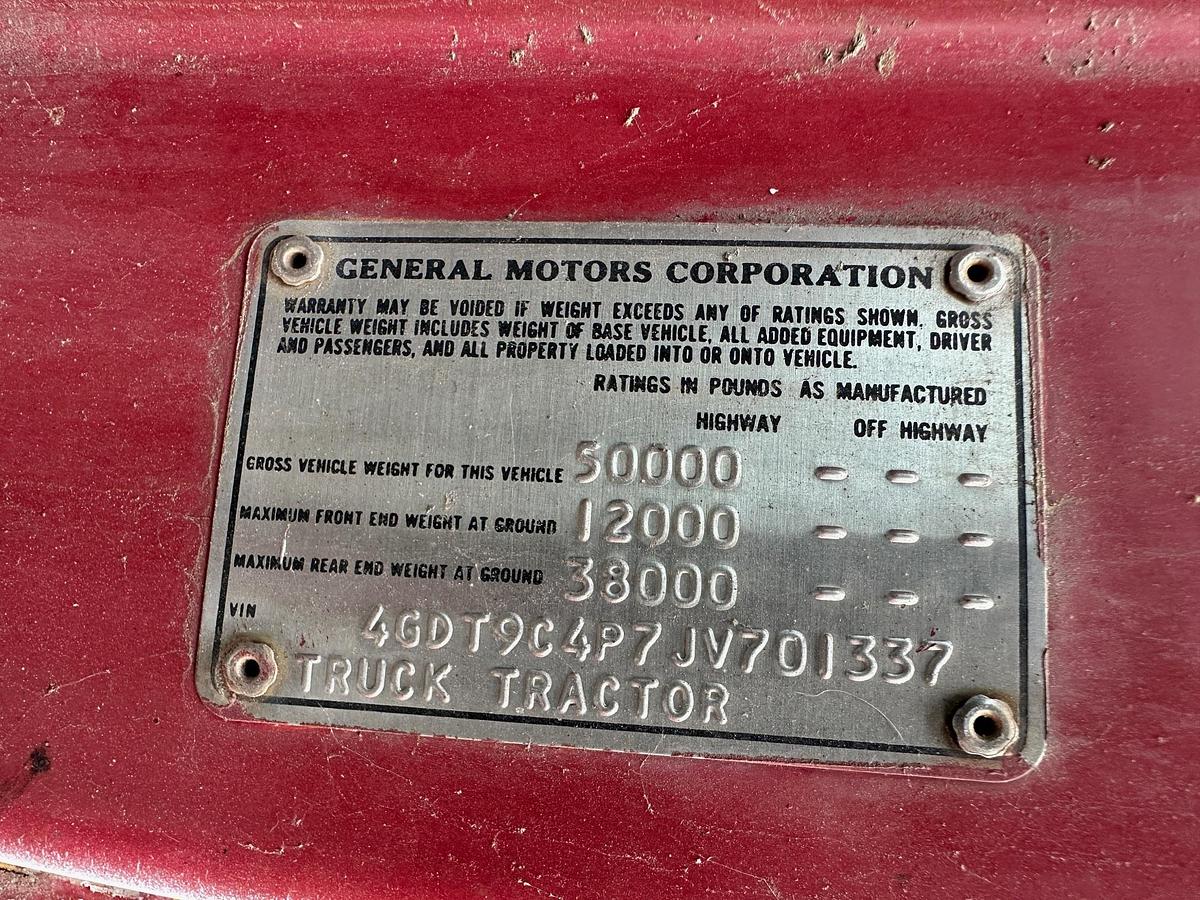 GENERAL MOTORS CORPORATION
WARRANTY MAY BE VOIDED IF WEIGHT EXCEEDS ANY OF RATINGS SHOWN. GROSS
VEHICLE WEIGHT INCLUDES WEIGHT OF BASE VEHICLE, ALL ADDED EQUIPMENT, DRIVER
AND PASSENGERS, AND ALL PROPERTY LOADED INTO OR ONTO VEHICLE.
RATINGS IN POUNDS AS MANUFACTURED
HIGHWAY OFF HIGHWAY
GROSS VEHICLE WEIGHT FOR THIS VEHICLE 50000 - - -
MAXIMUM FRONT END WEIGHT AT GROUND 12000 - - -
MAXIMUM REAR END WEIGHT AT GROUND 38000 - - -
VIN 4GDT9C4P7JV701337
TRUCK TRACTOR